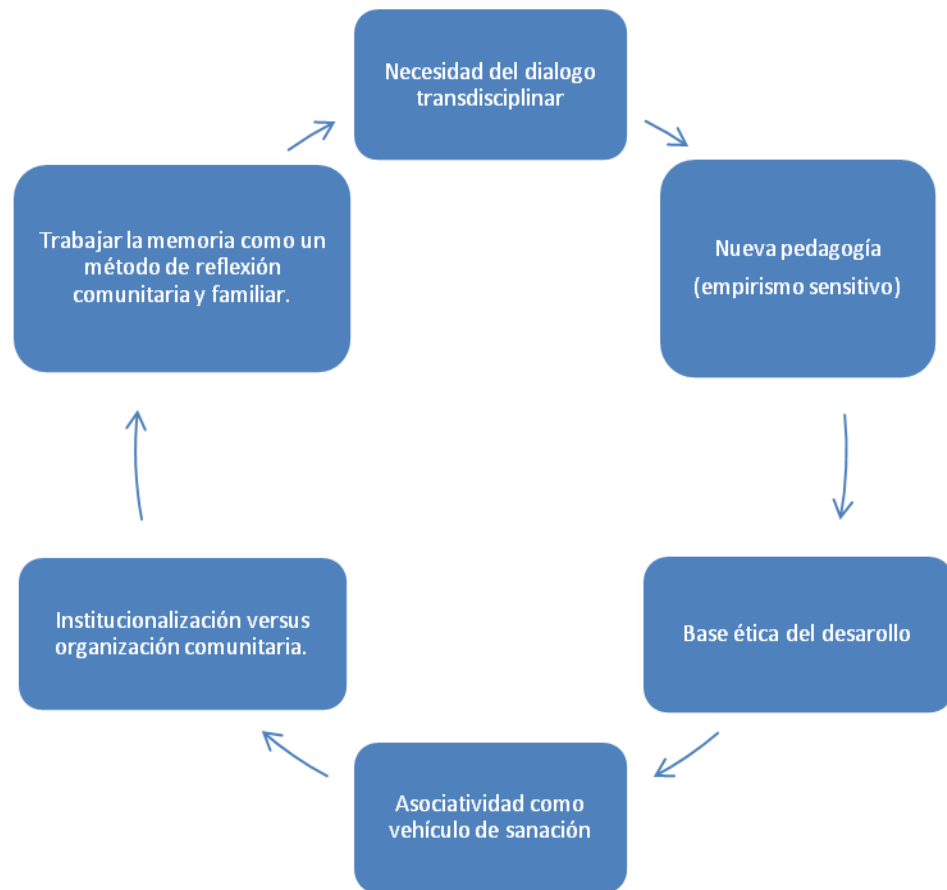 Necesidad del dialogo
transdisciplinar
Nueva pedagogía
(empirismo sensitivo)
Base ética del desarollo
Asociatividad como
vehículo de sanación
Institucionalización versus
organización comunitaria.
Trabajar la memoria como un
método de reflexión
comunitaria y familiar.